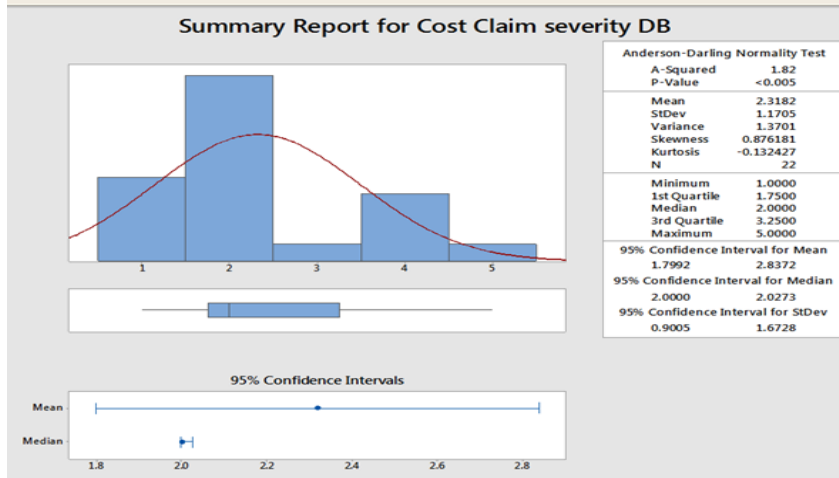 Summary Report for Cost Claim severity DB
1 2 3 4 5
Anderson-Darling Normality Test
A-Squared 1.82
P-Value <0.005
Mean 2.3182
StDev 1.1705
Variance 1.3701
Skewness 0.876181
Kurtosis -0.132427
N 22
Minimum 1.0000
1st Quartile 1.7500
Median 2.0000
3rd Quartile 3.2500
Maximum 5.0000
95% Confidence Interval for Mean
1.7992 2.8372
95% Confidence Interval for Median
2.0000 2.0273
95% Confidence Interval for StDev
0.9005 1.6728
95% Confidence Intervals
Mean
Median
1.8 2.0 2.2 2.4 2.6 2.8